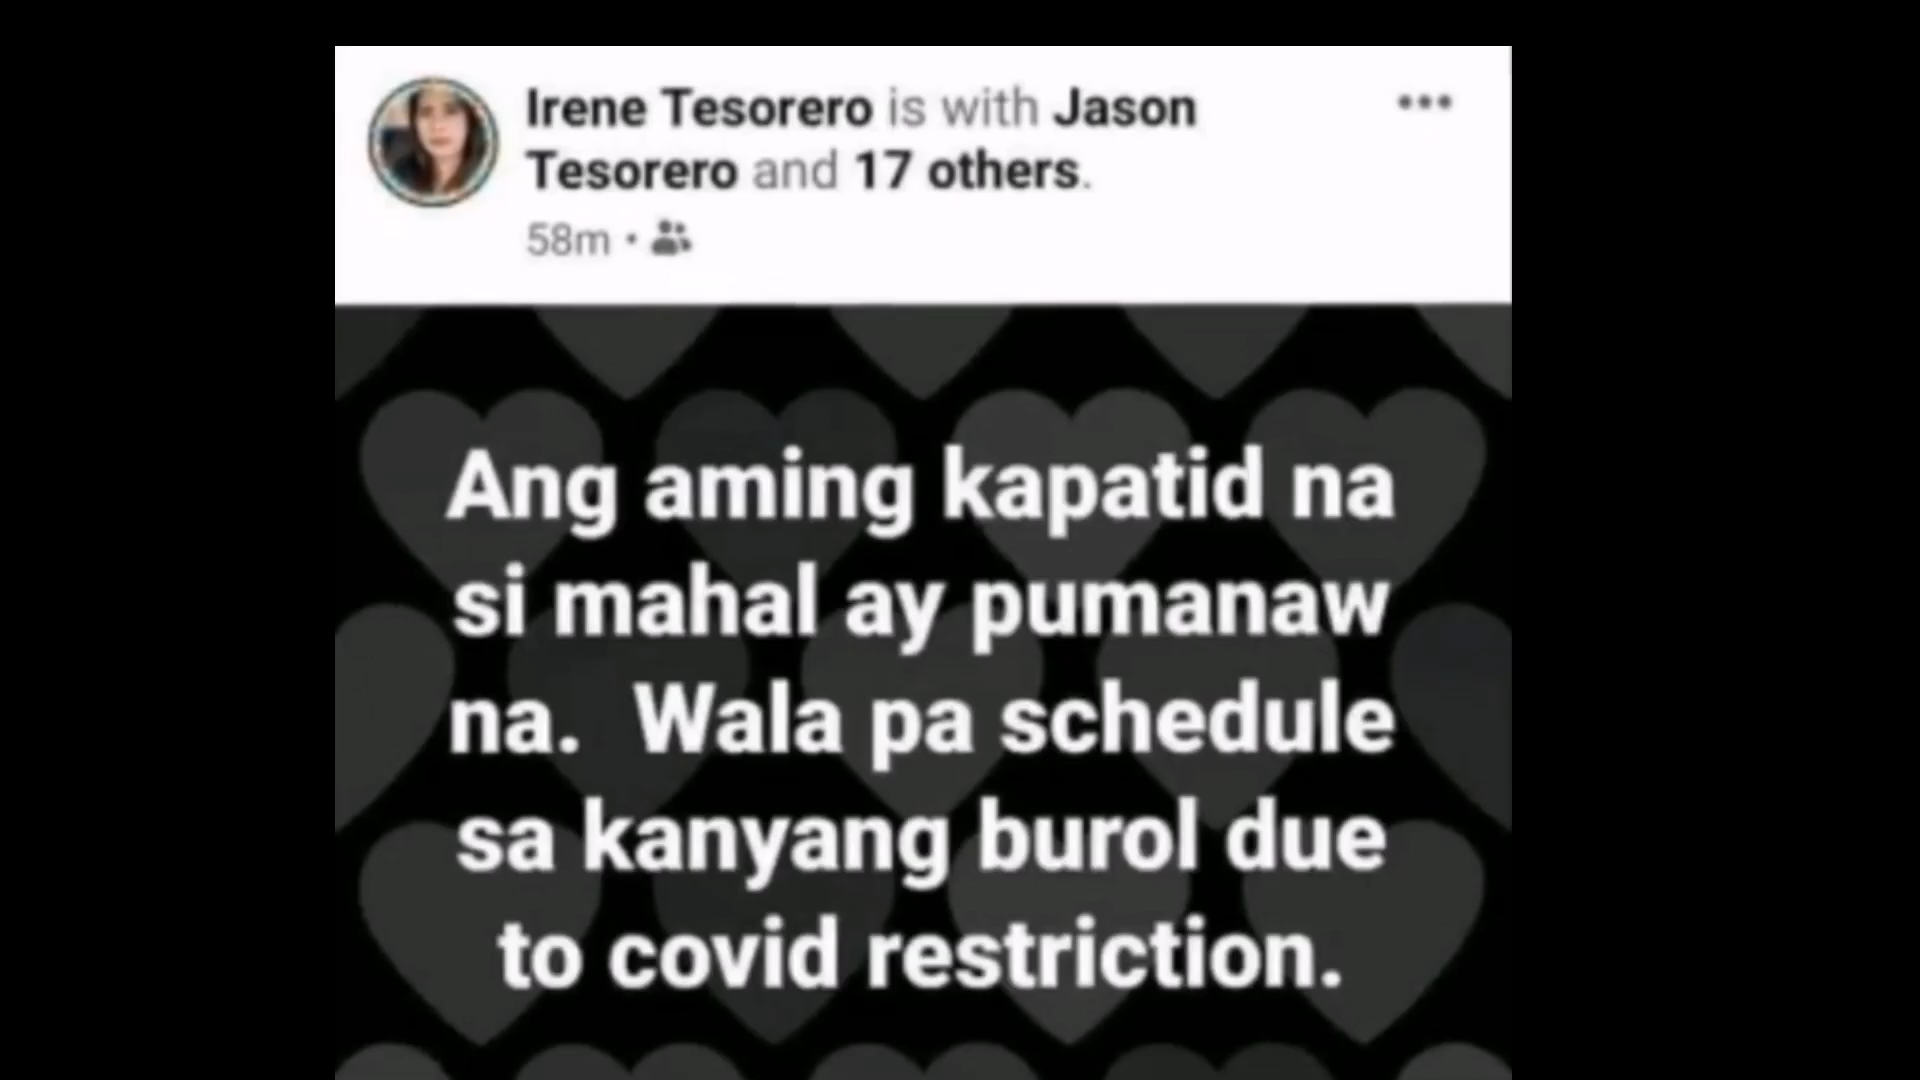 Irene Tesorero is with Jason
Tesorero and 17 others.
58m
Ang aming kapatid na
si mahal ay pumanaw
na. Wala pa schedule
sa kanyang burol due
to covid restriction.